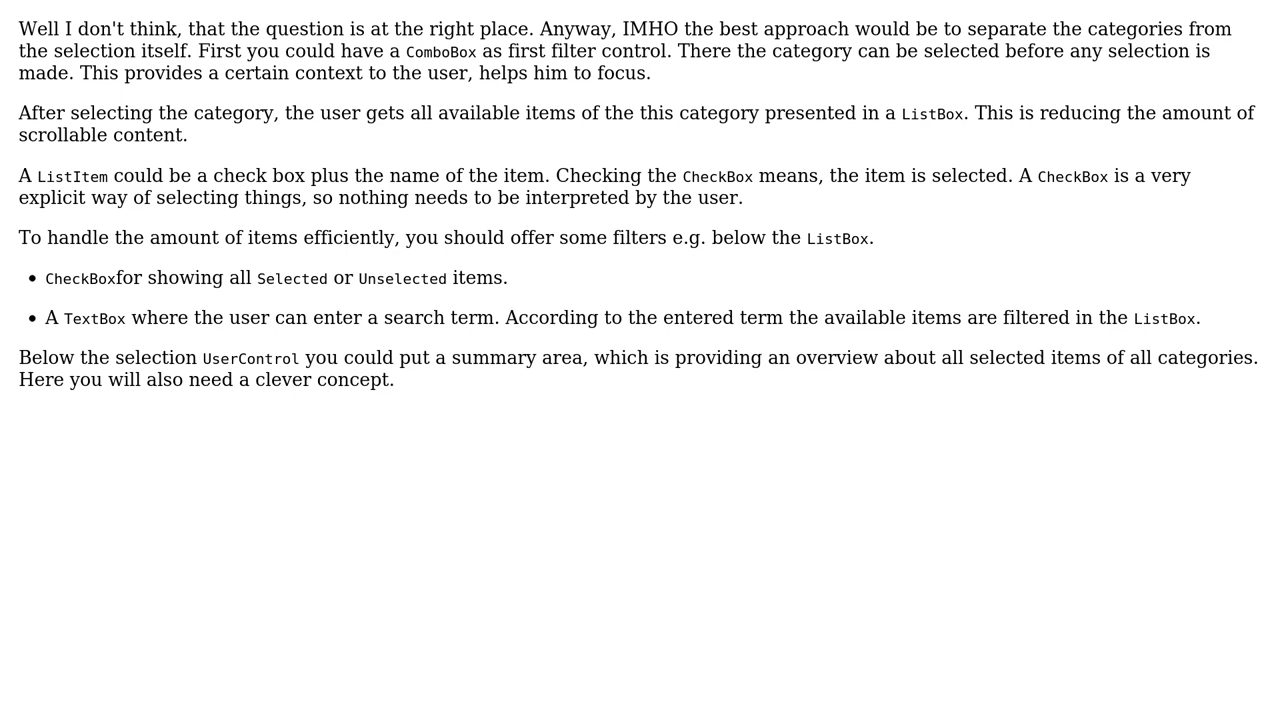 Well I don't think, that the question is at the right place. Anyway, IMHO the best approach would be to separate the categories from
the selection itself. First you could have a ComboBox as first filter control. There the category can be selected before any selection is
made. This provides a certain context to the user, helps him to focus.
After selecting the category, the user gets all available items of the this category presented in a ListBox. This is reducing the amount of
scrollable content.
A ListItem could be a check box plus the name of the item. Checking the CheckBox means, the item is selected. A CheckBox is a very
explicit way of selecting things, so nothing needs to be interpreted by the user.
To handle the amount of items efficiently, you should offer some filters e.g. below the ListBox.
• CheckBoxfor showing all Selected or Unselected items.
• A TextBox where the user can enter a search term. According to the entered term the available items are filtered in the ListBox.
Below the selection UserControl you could put a summary area, which is providing an overview about all selected items of all categories.
Here you will also need a clever concept.